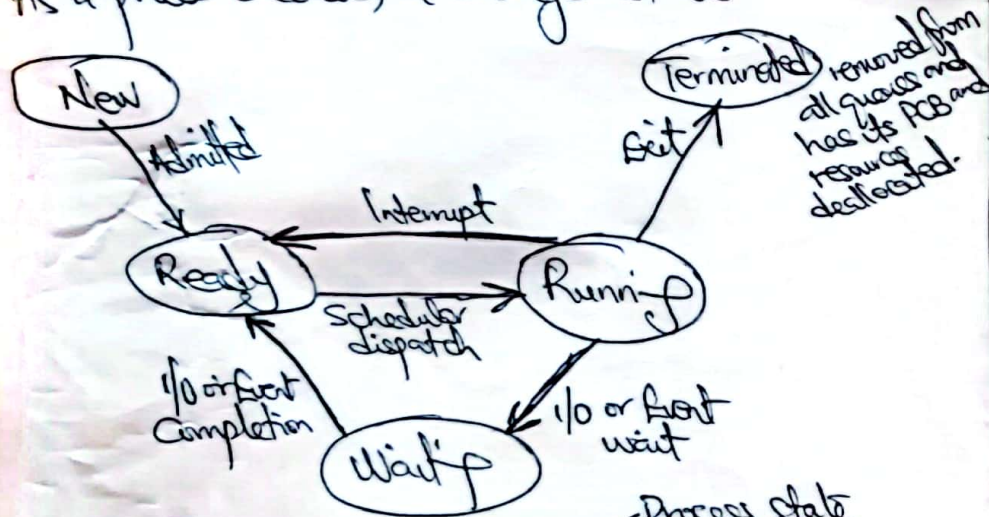 New
Terminated
removed from
all queues and
has its PCB and
resources
deallocated.
Admitted
Exit
Interrupt
Ready
Running
Scheduler
dispatch
I/O or Event
Completion
I/O or Event
wait
Waiting
Process state